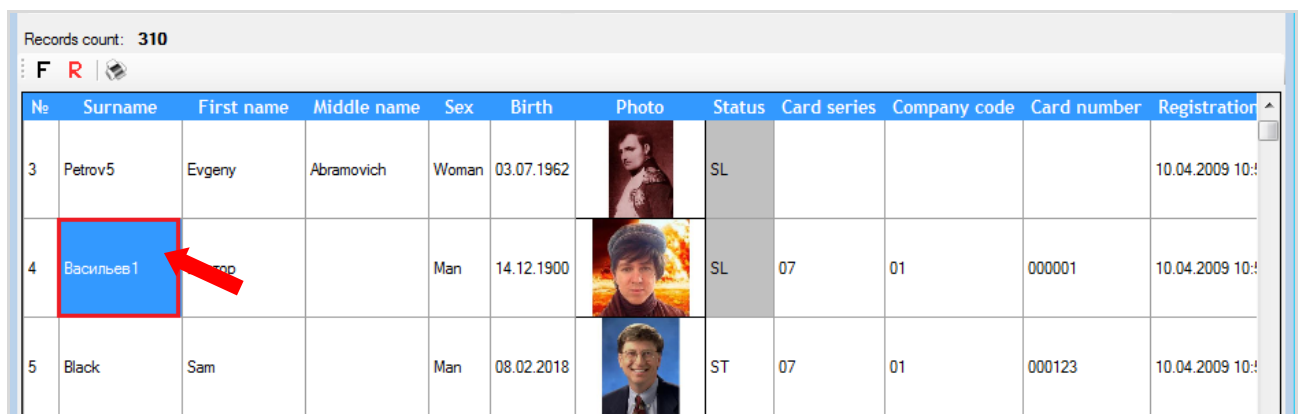 Records count: 310
F R
№ Surname First name Middle name Sex Birth Photo Status Card series Company code Card number Registration
3 Petrov5 Evgeny Abramovich Woman 03.07.1962 SL 10.04.2009 10:5
4 Васильев1 14.12.1900 Man SL 07 01 000001 10.04.2009 10:5
5 Black Sam Man 08.02.2018 ST 07 01 000123 10.04.2009 10:5